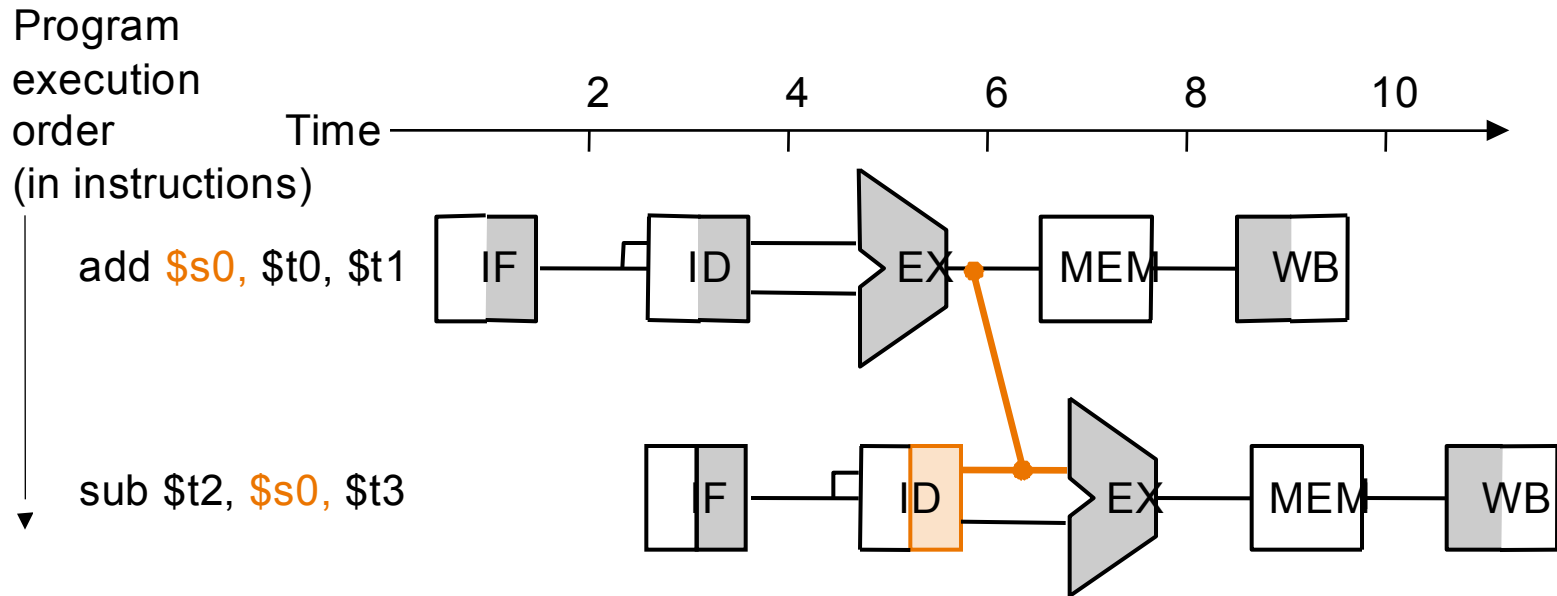 Program
execution
order
(in instructions)
Time
2 4 6 8 10
add $s0, $t0, $t1
IF ID EX MEM WB
sub $t2, $s0, $t3
IF ID EX MEM WB